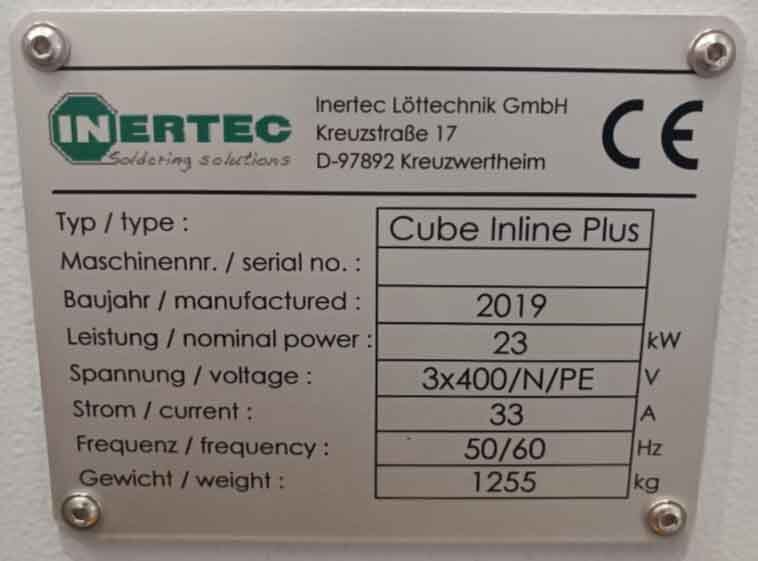 INERTEC
Soldering solutions
Inertec Löttechnik GmbH
Kreuzstraße 17
D-97892 Kreuzwertheim
CE
Typ / type : Cube Inline Plus
Maschinennr. / serial no. :
Baujahr / manufactured : 2019
Leistung / nominal power : 23 kW
Spannung / voltage : 3x400/N/PE V
Strom / current : 33 A
Frequenz / frequency : 50/60 Hz
Gewicht / weight : 1255 kg